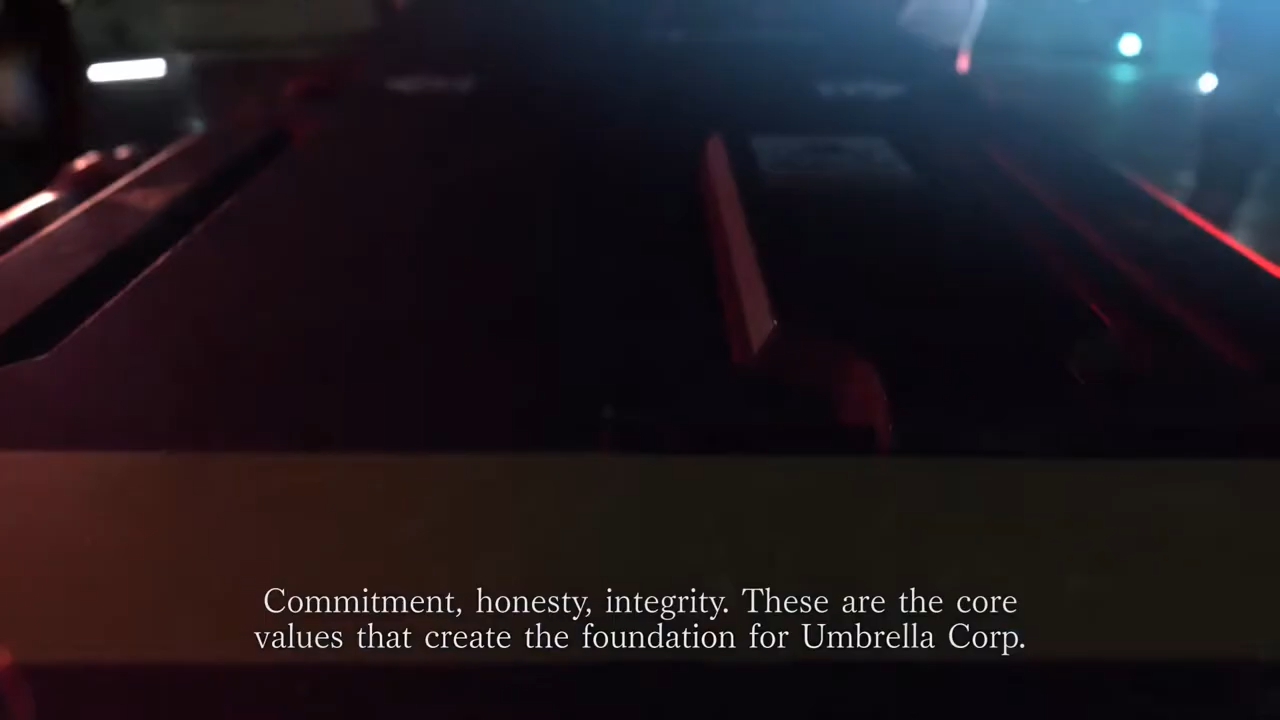 Commitment, honesty, integrity. These are the core
values that create the foundation for Umbrella Corp.